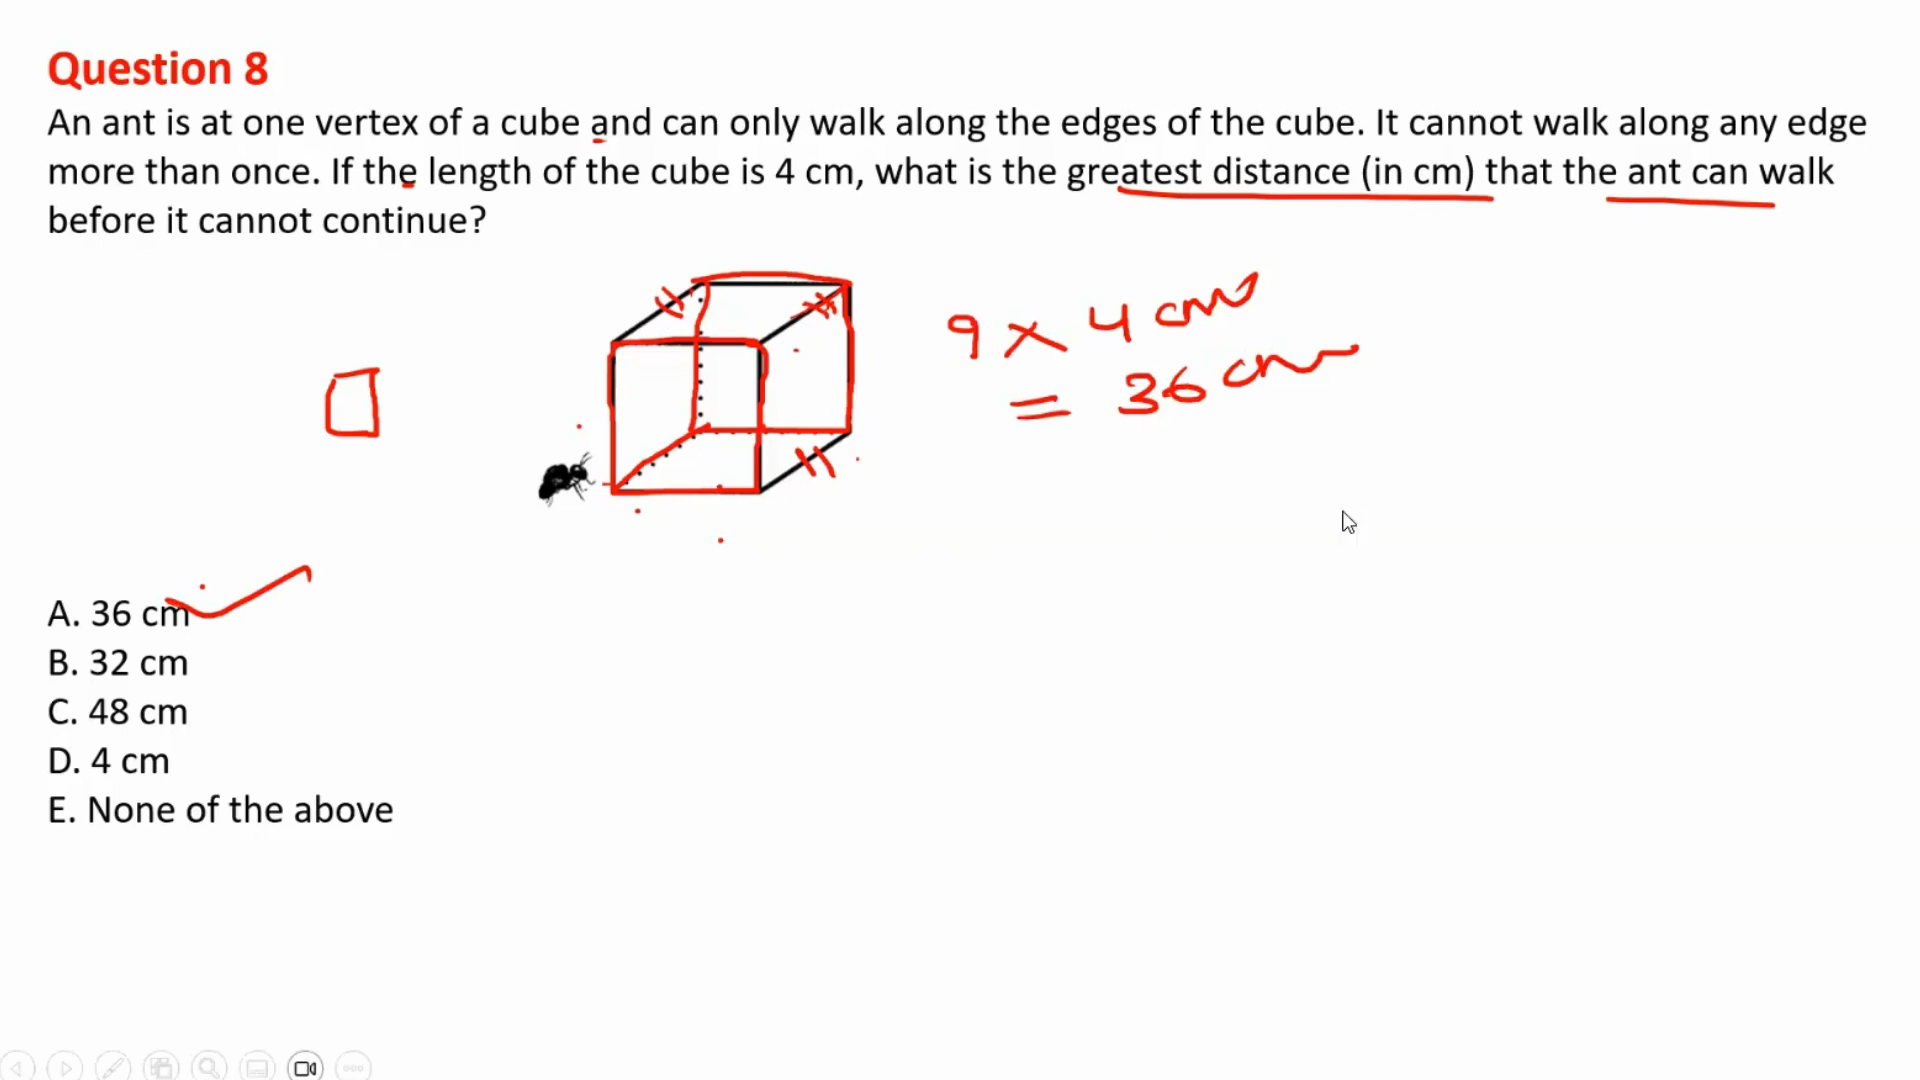 Question 8
An ant is at one vertex of a cube and can only walk along the edges of the cube. It cannot walk along any edge
more than once. If the length of the cube is 4 cm, what is the greatest distance (in cm) that the ant can walk
before it cannot continue?
9 x 4 cm
= 36 cm
A. 36 cm
B. 32 cm
C. 48 cm
D. 4 cm
E. None of the above